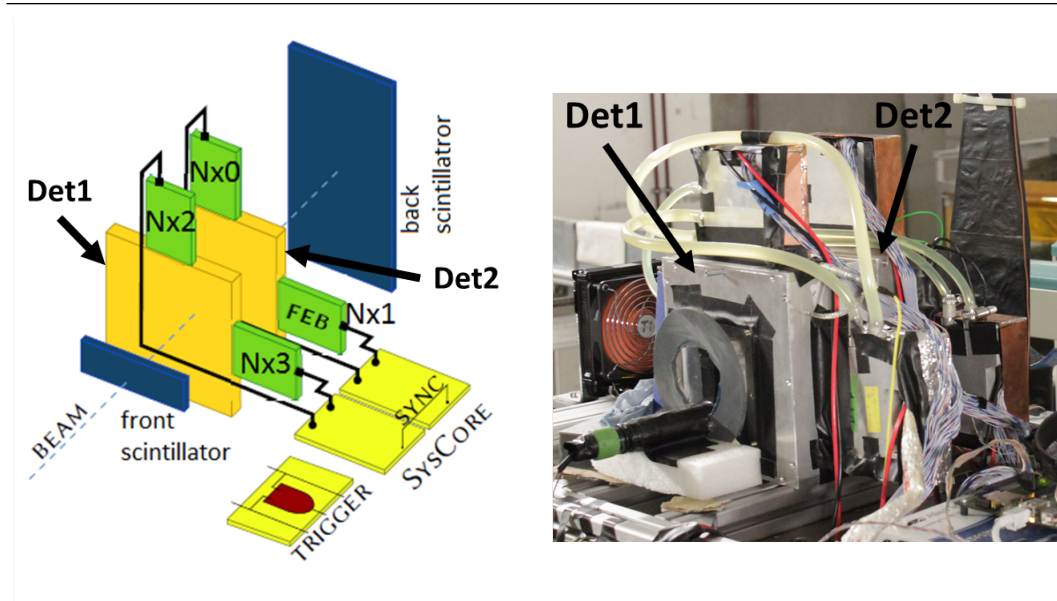 Nx0
Nx2
Det1
back
scintillator
Det2
FEB
Nx1
Nx3
BEAM
front
scintillator
SYNC
SYSCORE
TRIGGER
Det1
Det2